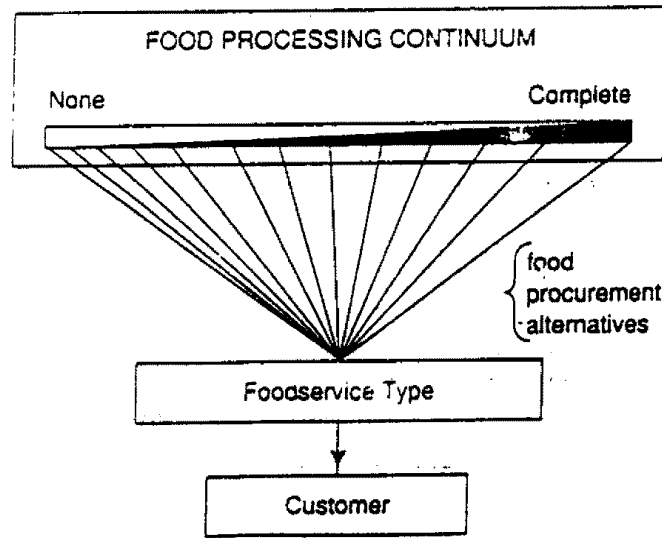 FOOD PROCESSING CONTINUUM
None
Complete
food
procurement
alternatives
Foodservice Type
Customer